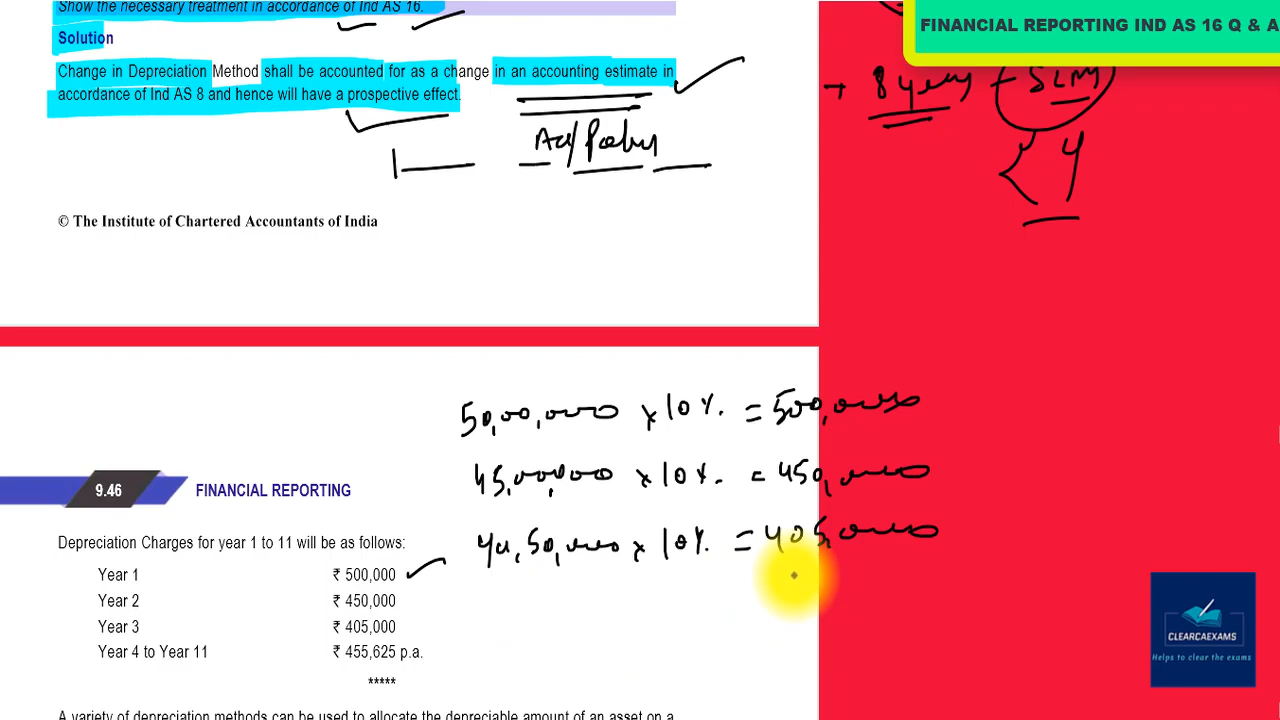 Show the necessary treatment in accordance of Ind AS 16.
FINANCIAL REPORTING IND AS 16 Q & A
Solution
Change in Depreciation Method shall be accounted for as a change in an accounting estimate in
accordance of Ind AS 8 and hence will have a prospective effect.
8 years - SLM
4
© The Institute of Chartered Accountants of India
50,00,000 x 10%. = 500,000
45,00,000 x 10%. = 450,000
9.46 FINANCIAL REPORTING
40,50,000 x 10%. = 405,000
Depreciation Charges for year 1 to 11 will be as follows:
Year 1 ₹ 500,000
Year 2 ₹ 450,000
Year 3 ₹ 405,000
Year 4 to Year 11 ₹ 455,625 p.a.
*****
CLEARCAEXAMS
Helps to clear the exams
A variety of depreciation methods can be used to allocate the depreciable amount of an asset on a